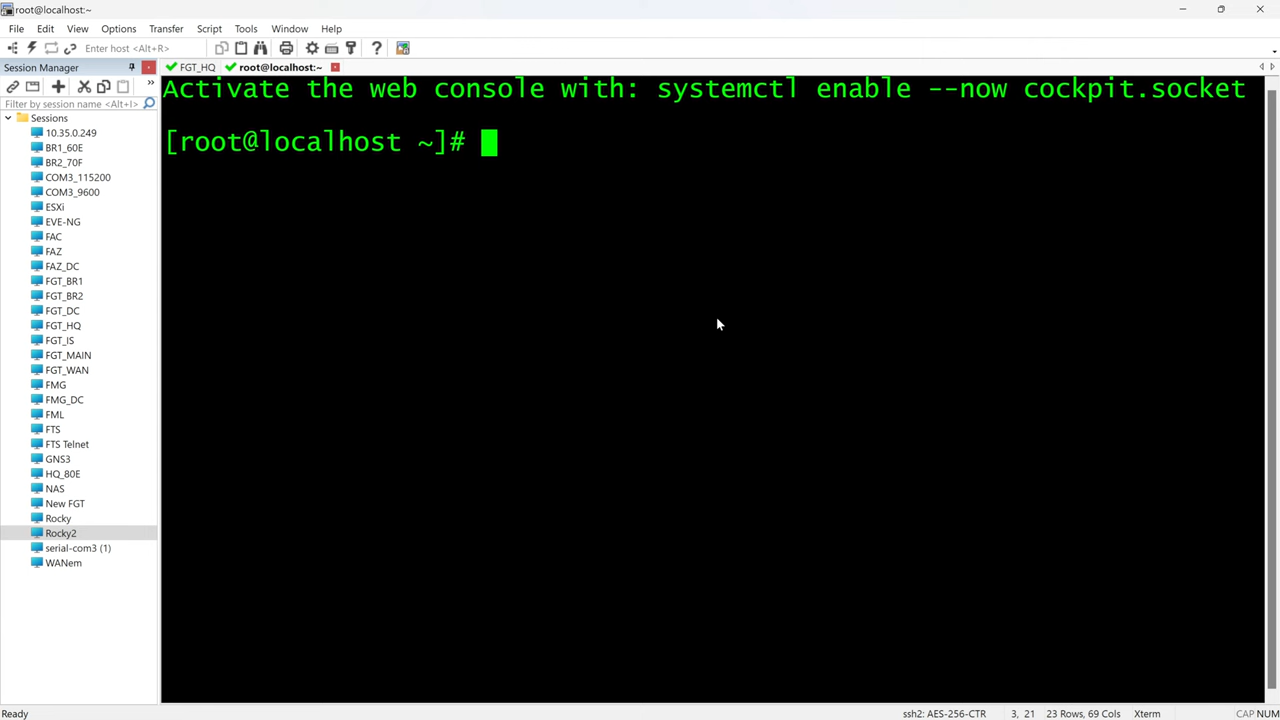 root@localhost:~
File Edit View Options Transfer Script Tools Window Help
Enter host <Alt+R>
Session Manager
FGT_HQ
root@localhost:~
Filter by session name <Alt+I>
Sessions
10.35.0.249
BR1_60E
BR2_70F
COM3_115200
COM3_9600
ESXi
EVE-NG
FAC
FAZ
FAZ_DC
FGT_BR1
FGT_BR2
FGT_DC
FGT_HQ
FGT_IS
FGT_MAIN
FGT_WAN
FMG
FMG_DC
FML
FTS
FTS Telnet
GNS3
HQ_80E
NAS
New FGT
Rocky
Rocky2
serial-com3 (1)
WANem
Activate the web console with: systemctl enable --now cockpit.socket
[root@localhost ~]#
Ready
ssh2: AES-256-CTR 3, 21 23 Rows, 69 Cols Xterm CAP NUM